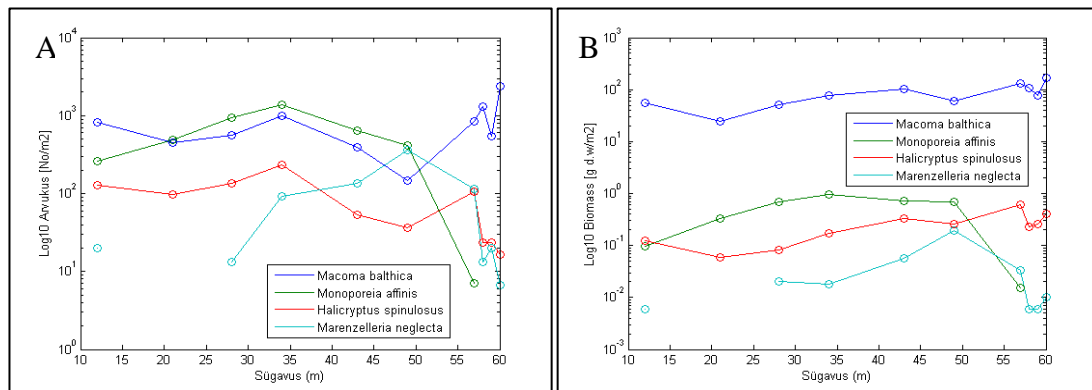 A
10^4
10^3
10^2
10^1
10^0
Log10 Arvukus [No/m2]
Macoma balthica
Monoporeia affinis
Halicryptus spinulosus
Marenzelleria neglecta
10 15 20 25 30 35 40 45 50 55 60
Sügavus (m)
B
10^3
10^2
10^1
10^0
10^-1
10^-2
10^-3
Log10 Biomass [g d.w/m2]
Macoma balthica
Monoporeia affinis
Halicryptus spinulosus
Marenzelleria neglecta
10 15 20 25 30 35 40 45 50 55 60
Sügavus (m)